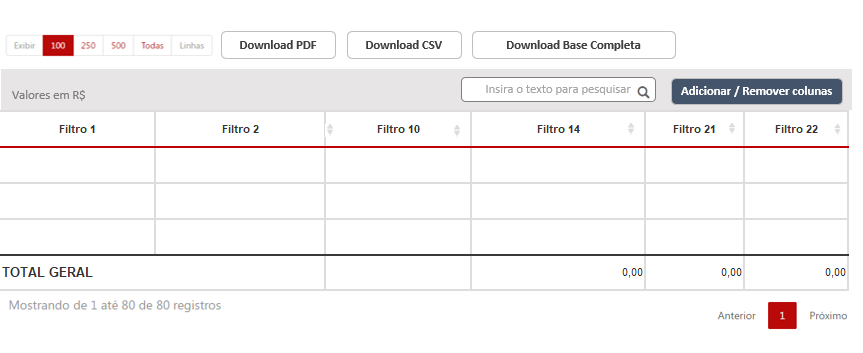 Exibir 100 250 500 Todas Linhas Download PDF Download CSV Download Base Completa
Valores em R$ Insira o texto para pesquisar Adicionar / Remover colunas
Filtro 1 Filtro 2 Filtro 10 Filtro 14 Filtro 21 Filtro 22
TOTAL GERAL 0,00 0,00 0,00
Mostrando de 1 até 80 de 80 registros
Anterior 1 Próximo